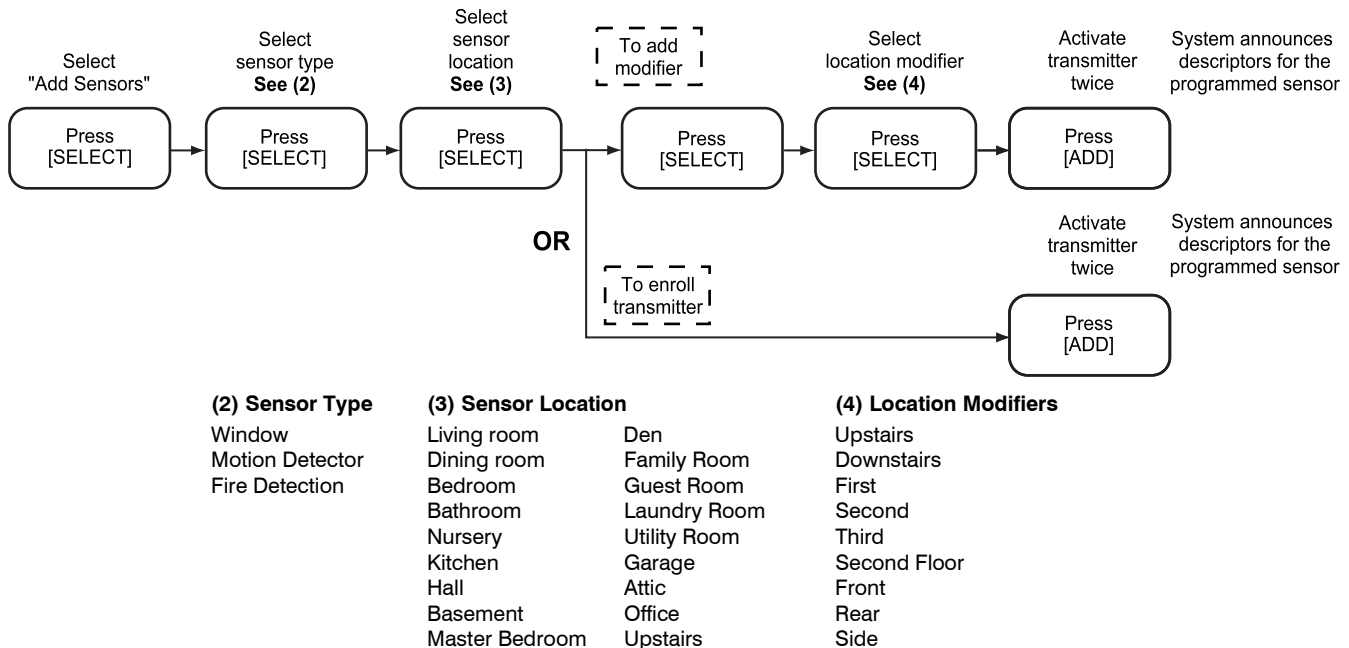 Select
"Add Sensors"
Press
[SELECT]
Select
sensor type
See (2)
Press
[SELECT]
Select
sensor
location
See (3)
Press
[SELECT]
To add
modifier
Press
[SELECT]
Select
location modifier
See (4)
Press
[SELECT]
Activate
transmitter
twice
Press
[ADD]
System announces
descriptors for the
programmed sensor
OR
To enroll
transmitter
Activate
transmitter
twice
Press
[ADD]
System announces
descriptors for the
programmed sensor
(2) Sensor Type
Window
Motion Detector
Fire Detection
(3) Sensor Location
Living room
Dining room
Bedroom
Bathroom
Nursery
Kitchen
Hall
Basement
Master Bedroom
Den
Family Room
Guest Room
Laundry Room
Utility Room
Garage
Attic
Office
Upstairs
(4) Location Modifiers
Upstairs
Downstairs
First
Second
Third
Second Floor
Front
Rear
Side